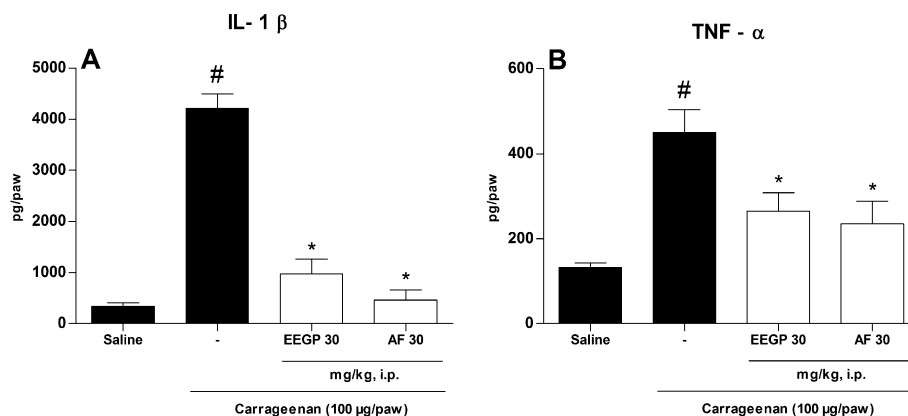 IL- 1 β
A
5000
4000
3000
2000
1000
0
pg/paw
#
*
*
Saline
-
EEGP 30
AF 30
mg/kg, i.p.
Carrageenan (100 µg/paw)
TNF - α
B
600
400
200
0
pg/paw
#
*
*
Saline
-
EEGP 30
AF 30
mg/kg, i.p.
Carrageenan (100 µg/paw)